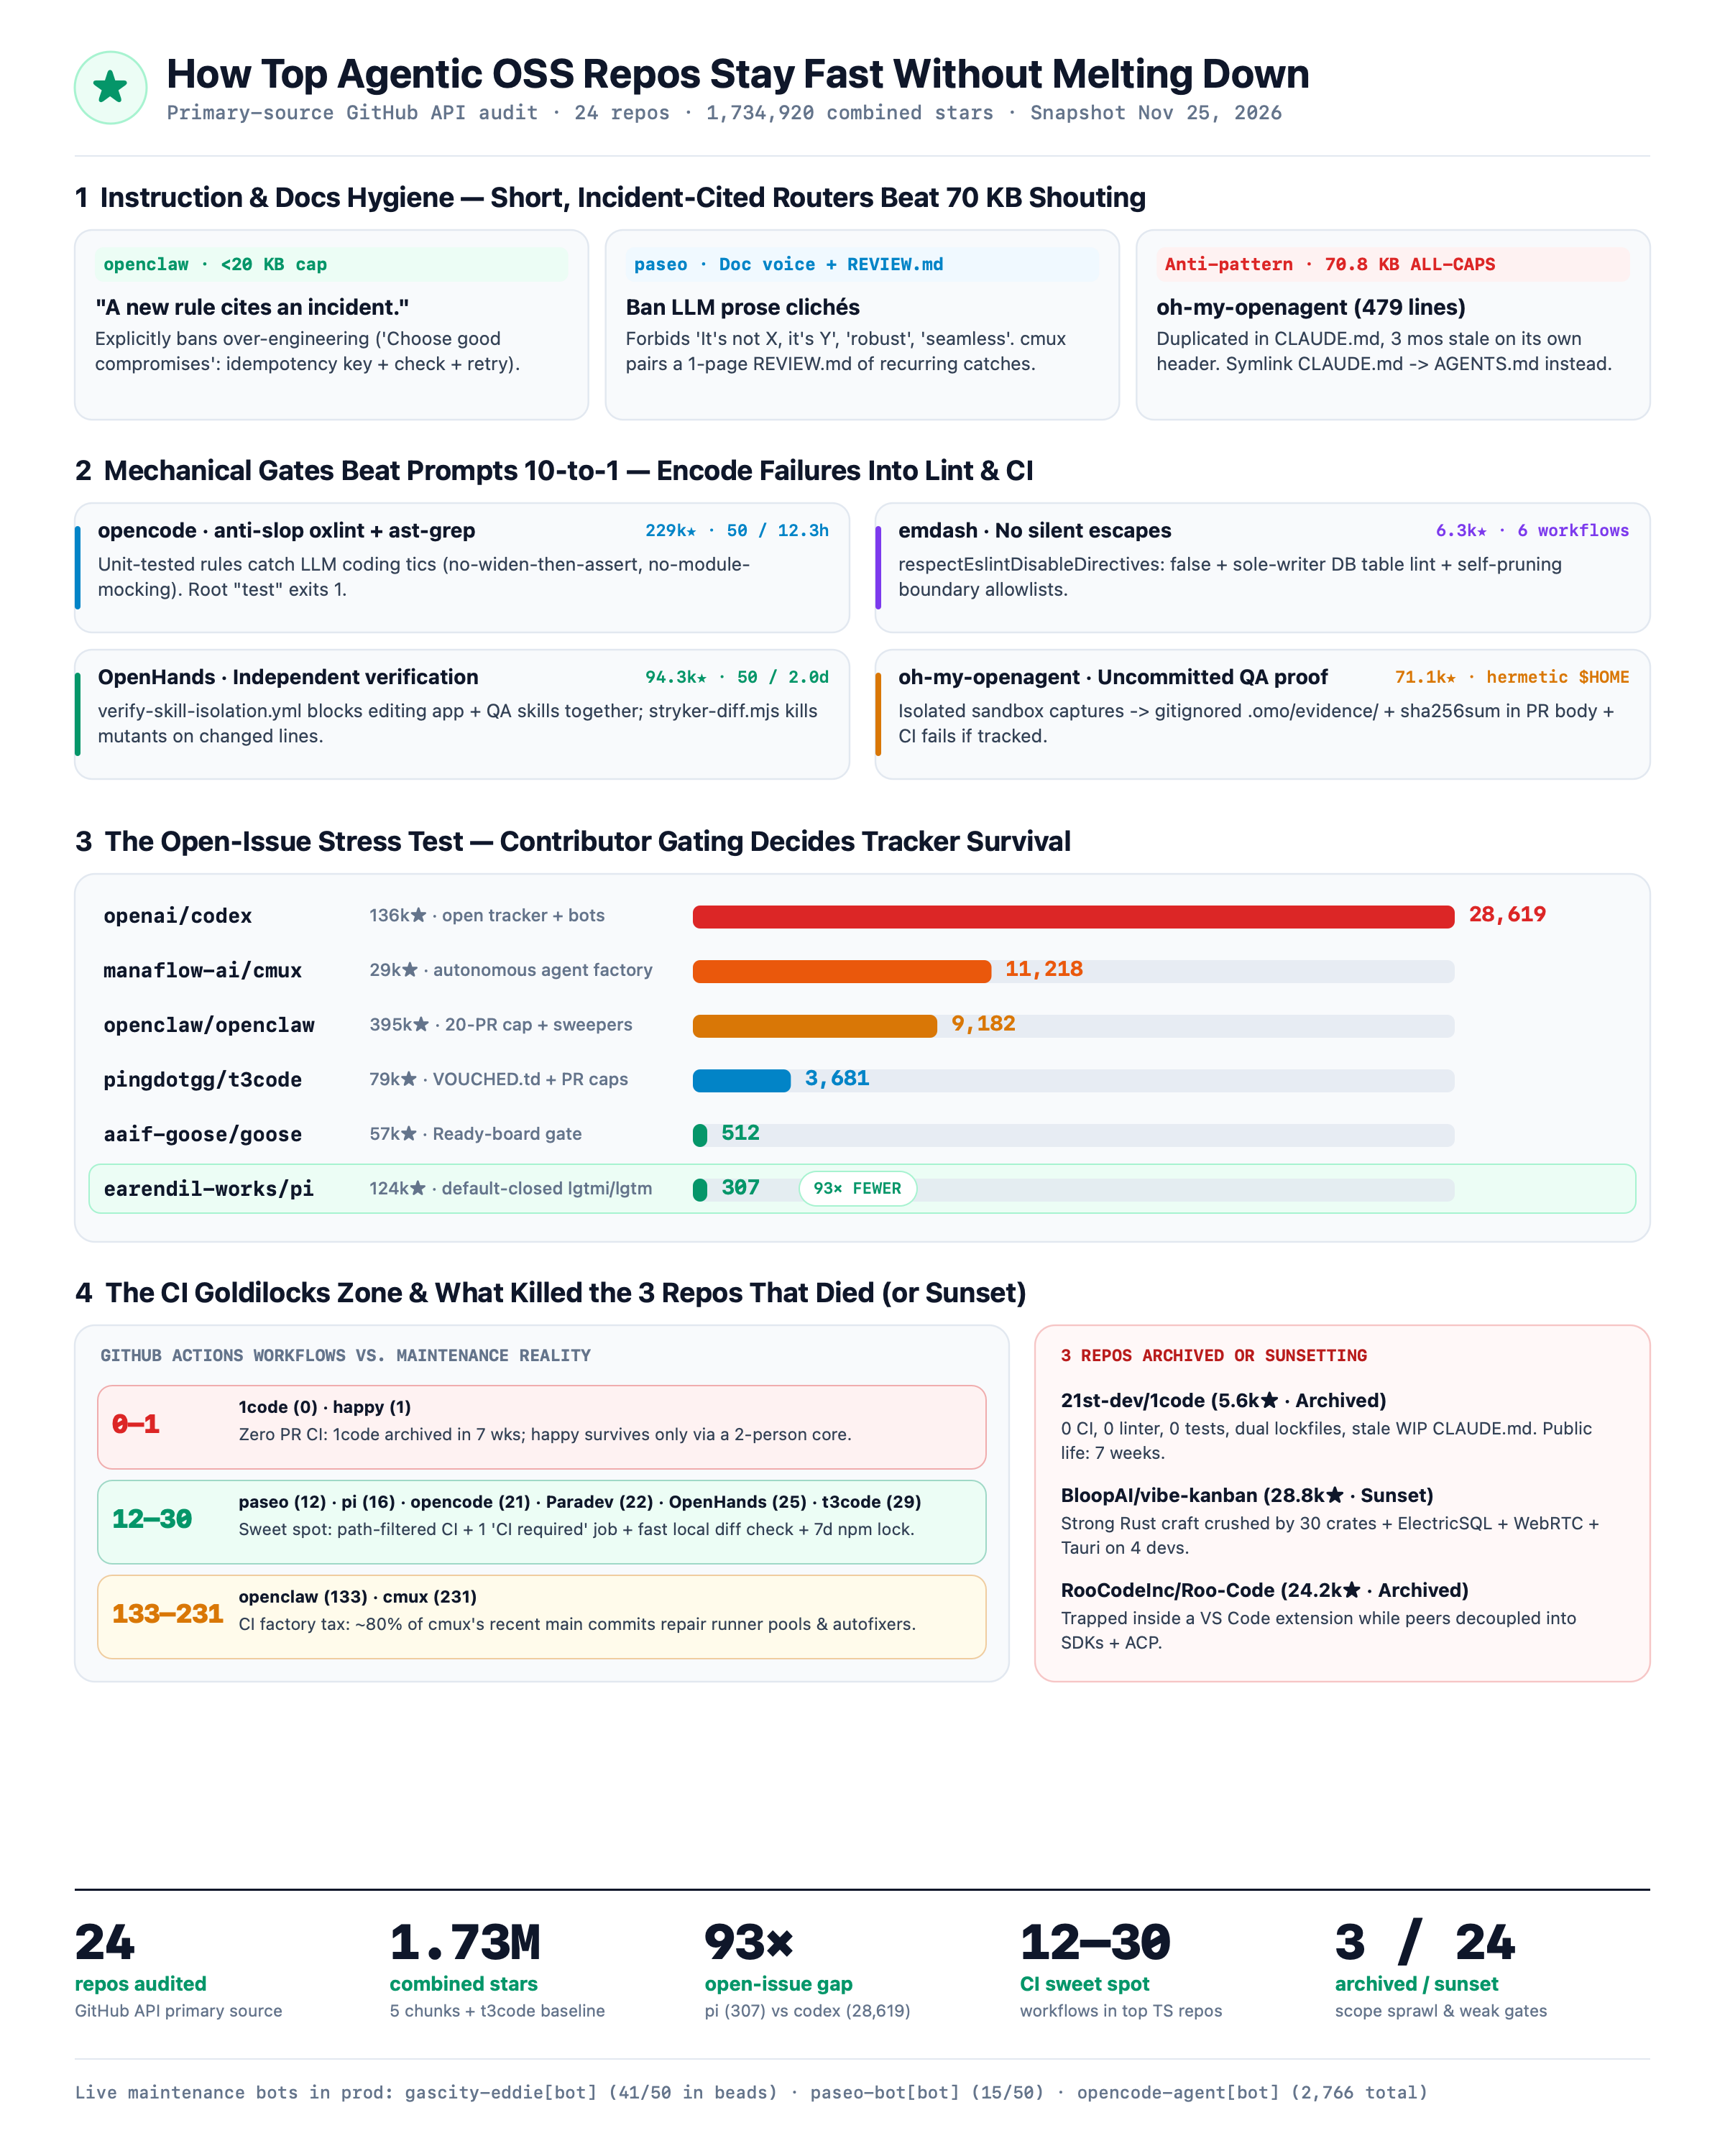 How Top Agentic OSS Repos Stay Fast Without Melting Down
Primary-source GitHub API audit · 24 repos · 1,734,920 combined stars · Snapshot Nov 25, 2026
1 Instruction & Docs Hygiene — Short, Incident-Cited Routers Beat 70 KB Shouting
openclaw · <20 KB cap
"A new rule cites an incident."
Explicitly bans over-engineering ('Choose good
compromises': idempotency key + check + retry).
paseo · Doc voice + REVIEW.md
Ban LLM prose clichés
Forbids 'It's not X, it's Y', 'robust', 'seamless'. cmux
pairs a 1-page REVIEW.md of recurring catches.
Anti-pattern · 70.8 KB ALL-CAPS
oh-my-openagent (479 lines)
Duplicated in CLAUDE.md, 3 mos stale on its own
header. Symlink CLAUDE.md -> AGENTS.md instead.
2 Mechanical Gates Beat Prompts 10-to-1 — Encode Failures Into Lint & CI
opencode · anti-slop oxlint + ast-grep
229k★ · 50 / 12.3h
Unit-tested rules catch LLM coding tics (no-widen-then-assert, no-module-
mocking). Root "test" exits 1.
emdash · No silent escapes
6.3k★ · 6 workflows
respectEslintDisableDirectives: false + sole-writer DB table lint + self-pruning
boundary allowlists.
OpenHands · Independent verification
94.3k★ · 50 / 2.0d
verify-skill-isolation.yml blocks editing app + QA skills together; stryker-diff.mjs kills
mutants on changed lines.
oh-my-openagent · Uncommitted QA proof
71.1k★ · hermetic $HOME
Isolated sandbox captures -> gitignored .omo/evidence/ + sha256sum in PR body +
CI fails if tracked.
3 The Open-Issue Stress Test — Contributor Gating Decides Tracker Survival
openai/codex 136k★ · open tracker + bots 28,619
manaflow-ai/cmux 29k★ · autonomous agent factory 11,218
openclaw/openclaw 395k★ · 20-PR cap + sweepers 9,182
pingdotgg/t3code 79k★ · VOUCHED.td + PR caps 3,681
aaif-goose/goose 57k★ · Ready-board gate 512
earendil-works/pi 124k★ · default-closed lgtmi/lgtm 307 93× FEWER
4 The CI Goldilocks Zone & What Killed the 3 Repos That Died (or Sunset)
GITHUB ACTIONS WORKFLOWS VS. MAINTENANCE REALITY
0–1
1code (0) · happy (1)
Zero PR CI: 1code archived in 7 wks; happy survives only via a 2-person core.
12–30
paseo (12) · pi (16) · opencode (21) · Paradev (22) · OpenHands (25) · t3code (29)
Sweet spot: path-filtered CI + 1 'CI required' job + fast local diff check + 7d npm lock.
133–231
openclaw (133) · cmux (231)
CI factory tax: ~80% of cmux's recent main commits repair runner pools & autofixers.
3 REPOS ARCHIVED OR SUNSETTING
21st-dev/1code (5.6k★ · Archived)
0 CI, 0 linter, 0 tests, dual lockfiles, stale WIP CLAUDE.md. Public
life: 7 weeks.
BloopAI/vibe-kanban (28.8k★ · Sunset)
Strong Rust craft crushed by 30 crates + ElectricSQL + WebRTC +
Tauri on 4 devs.
RooCodeInc/Roo-Code (24.2k★ · Archived)
Trapped inside a VS Code extension while peers decoupled into
SDKs + ACP.
24
repos audited
GitHub API primary source
1.73M
combined stars
5 chunks + t3code baseline
93×
open-issue gap
pi (307) vs codex (28,619)
12–30
CI sweet spot
workflows in top TS repos
3 / 24
archived / sunset
scope sprawl & weak gates
Live maintenance bots in prod: gascity-eddie[bot] (41/50 in beads) · paseo-bot[bot] (15/50) · opencode-agent[bot] (2,766 total)